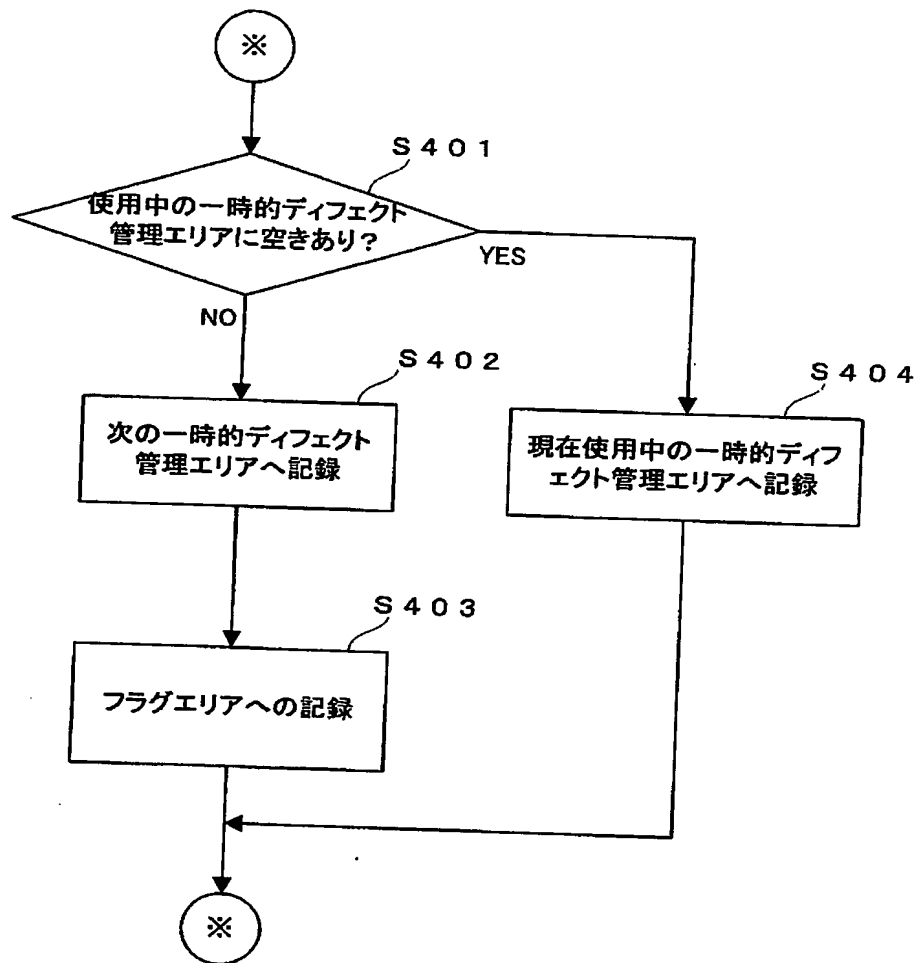 ※
S401
使用中の一時的ディフェクト
管理エリアに空きあり?
YES
NO
S402
次の一時的ディフェクト
管理エリアへ記録
S404
現在使用中の一時的ディフ
ェクト管理エリアへ記録
S403
フラグエリアへの記録
※